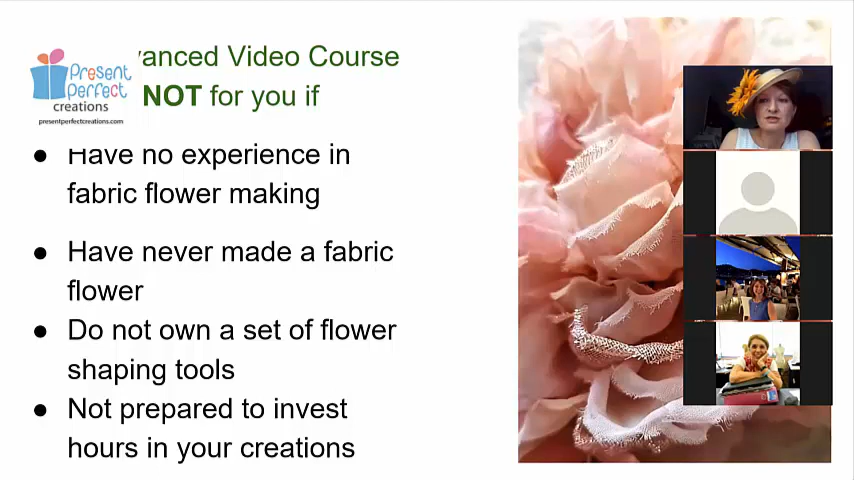 vanced Video Course
NOT for you if
Present
Perfect
creations
presentperfectcreations.com
● Have no experience in
fabric flower making
● Have never made a fabric
flower
● Do not own a set of flower
shaping tools
● Not prepared to invest
hours in your creations